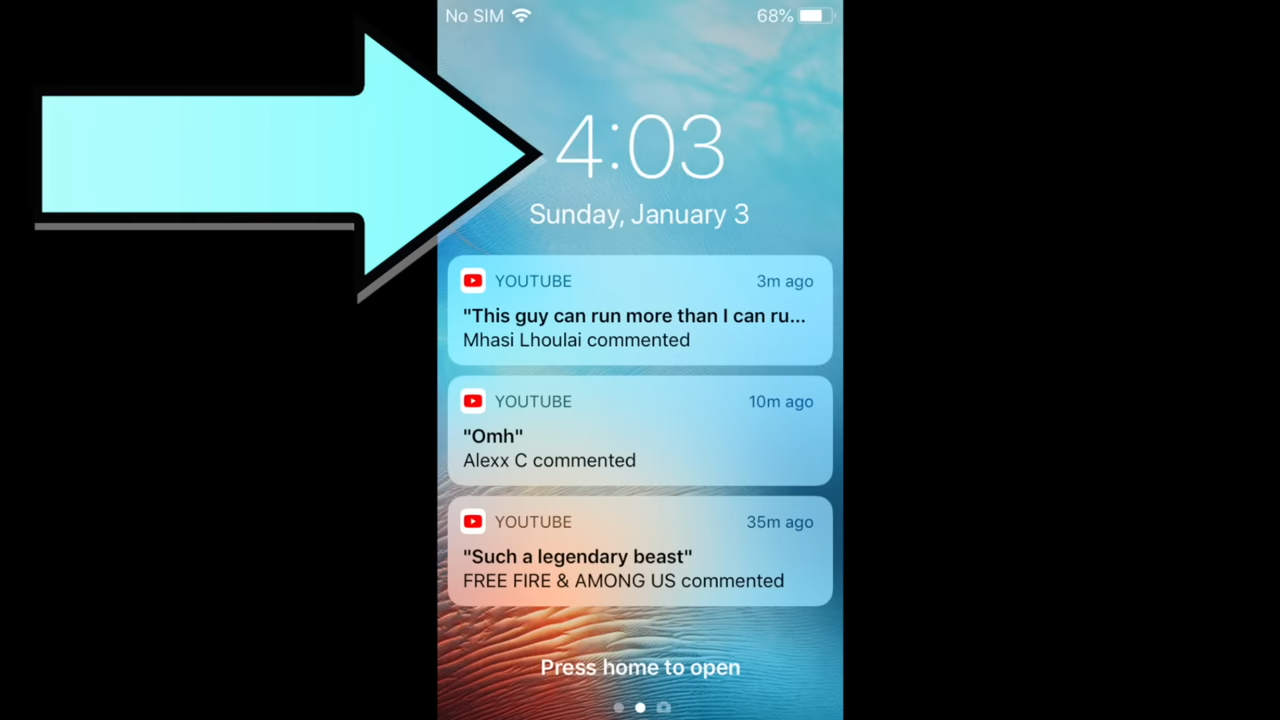 No SIM 68%
4:03
Sunday, January 3
YOUTUBE 3m ago
"This guy can run more than I can ru...
Mhasi Lhoulai commented
YOUTUBE 10m ago
"Omh"
Alexx C commented
YOUTUBE 35m ago
"Such a legendary beast"
FREE FIRE & AMONG US commented
Press home to open